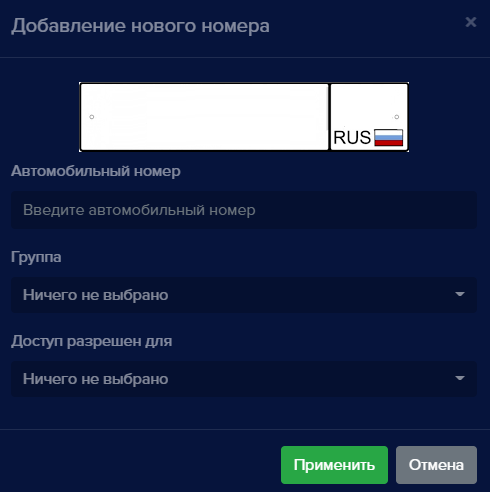 Добавление нового номера
×
RUS
Автомобильный номер
Введите автомобильный номер
Группа
Ничего не выбрано
Доступ разрешен для
Ничего не выбрано
Применить Отмена